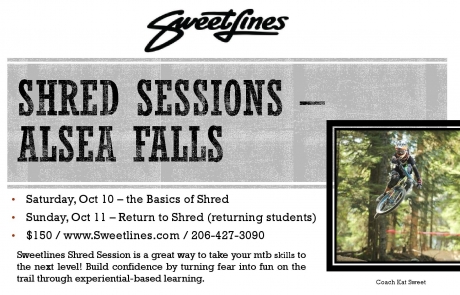 SweetLines
SHRED SESSIONS –
ALSEA FALLS
• Saturday, Oct 10 – the Basics of Shred
• Sunday, Oct 11 – Return to Shred (returning students)
• $150 / www.Sweetlines.com / 206-427-3090
Sweetlines Shred Session is a great way to take your mtb skills to
the next level! Build confidence by turning fear into fun on the
trail through experiential-based learning.
Coach Kat Sweet